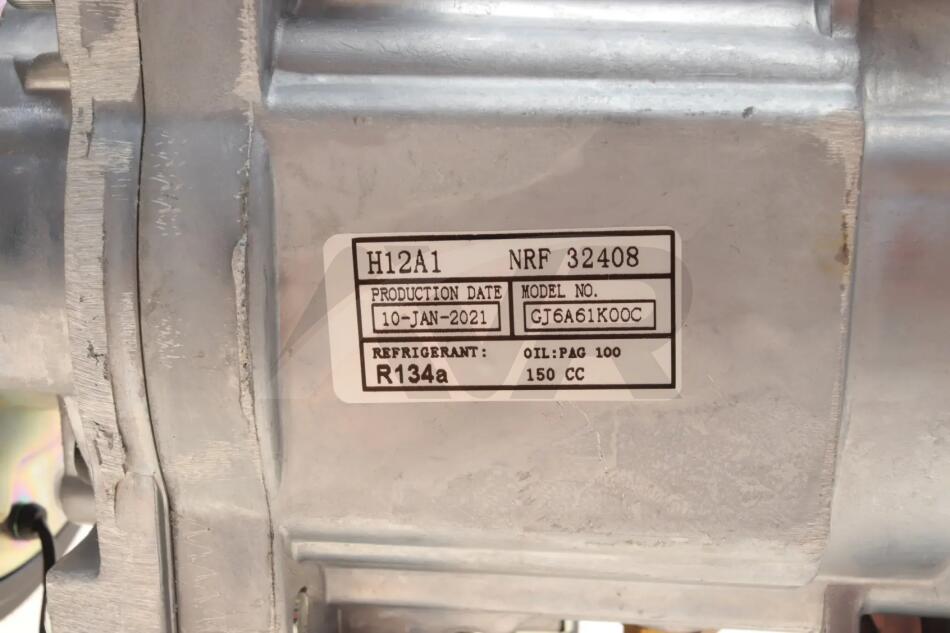 H12A1 NRF 32408
PRODUCTION DATE MODEL NO.
10-JAN-2021 GJ6A61K00C
REFRIGERANT: OIL:PAG 100
R134a 150 CC